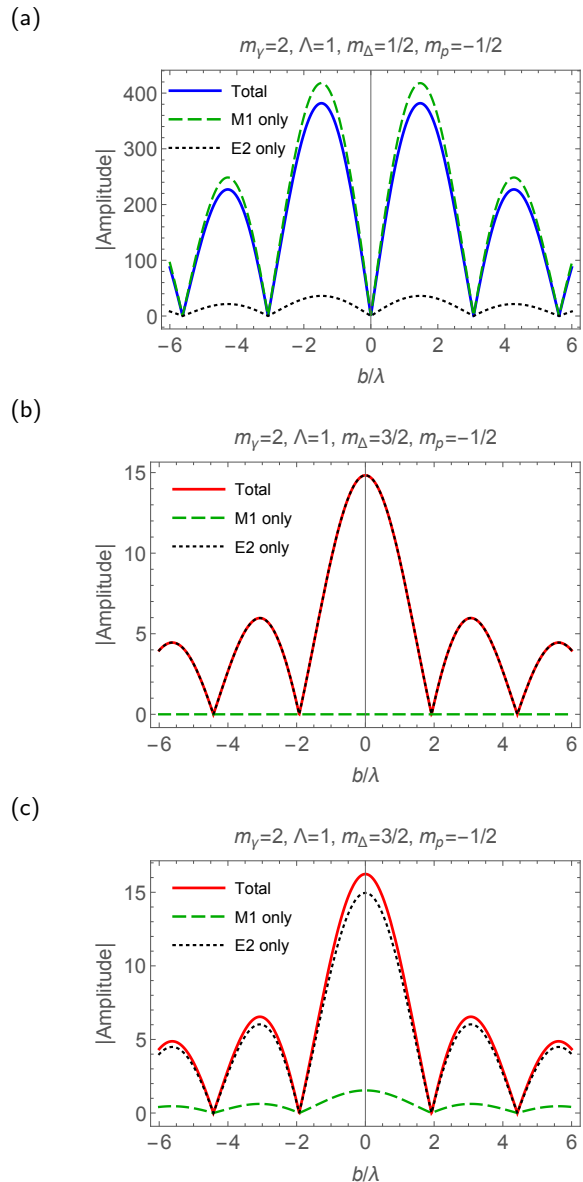 (a)
m_γ=2, Λ=1, m_Δ=1/2, m_p=−1/2
Total
M1 only
E2 only
|Amplitude|
400
300
200
100
0
−6 −4 −2 0 2 4 6
b/λ
(b)
m_γ=2, Λ=1, m_Δ=3/2, m_p=−1/2
Total
M1 only
E2 only
|Amplitude|
15
10
5
0
−6 −4 −2 0 2 4 6
b/λ
(c)
m_γ=2, Λ=1, m_Δ=3/2, m_p=−1/2
Total
M1 only
E2 only
|Amplitude|
15
10
5
0
−6 −4 −2 0 2 4 6
b/λ